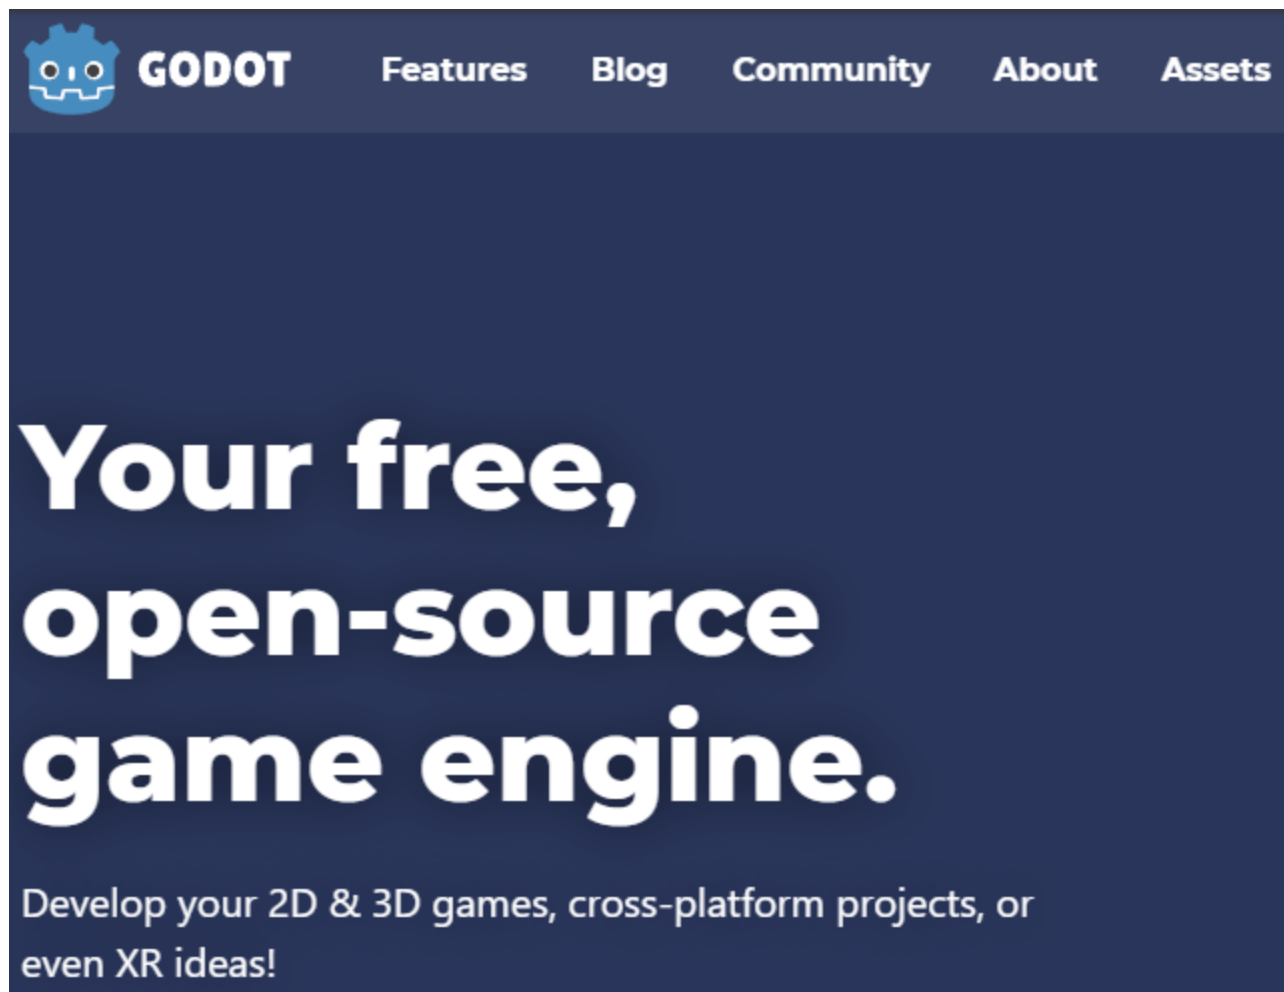 GODOT Features Blog Community About Assets
Your free,
open-source
game engine.
Develop your 2D & 3D games, cross-platform projects, or
even XR ideas!